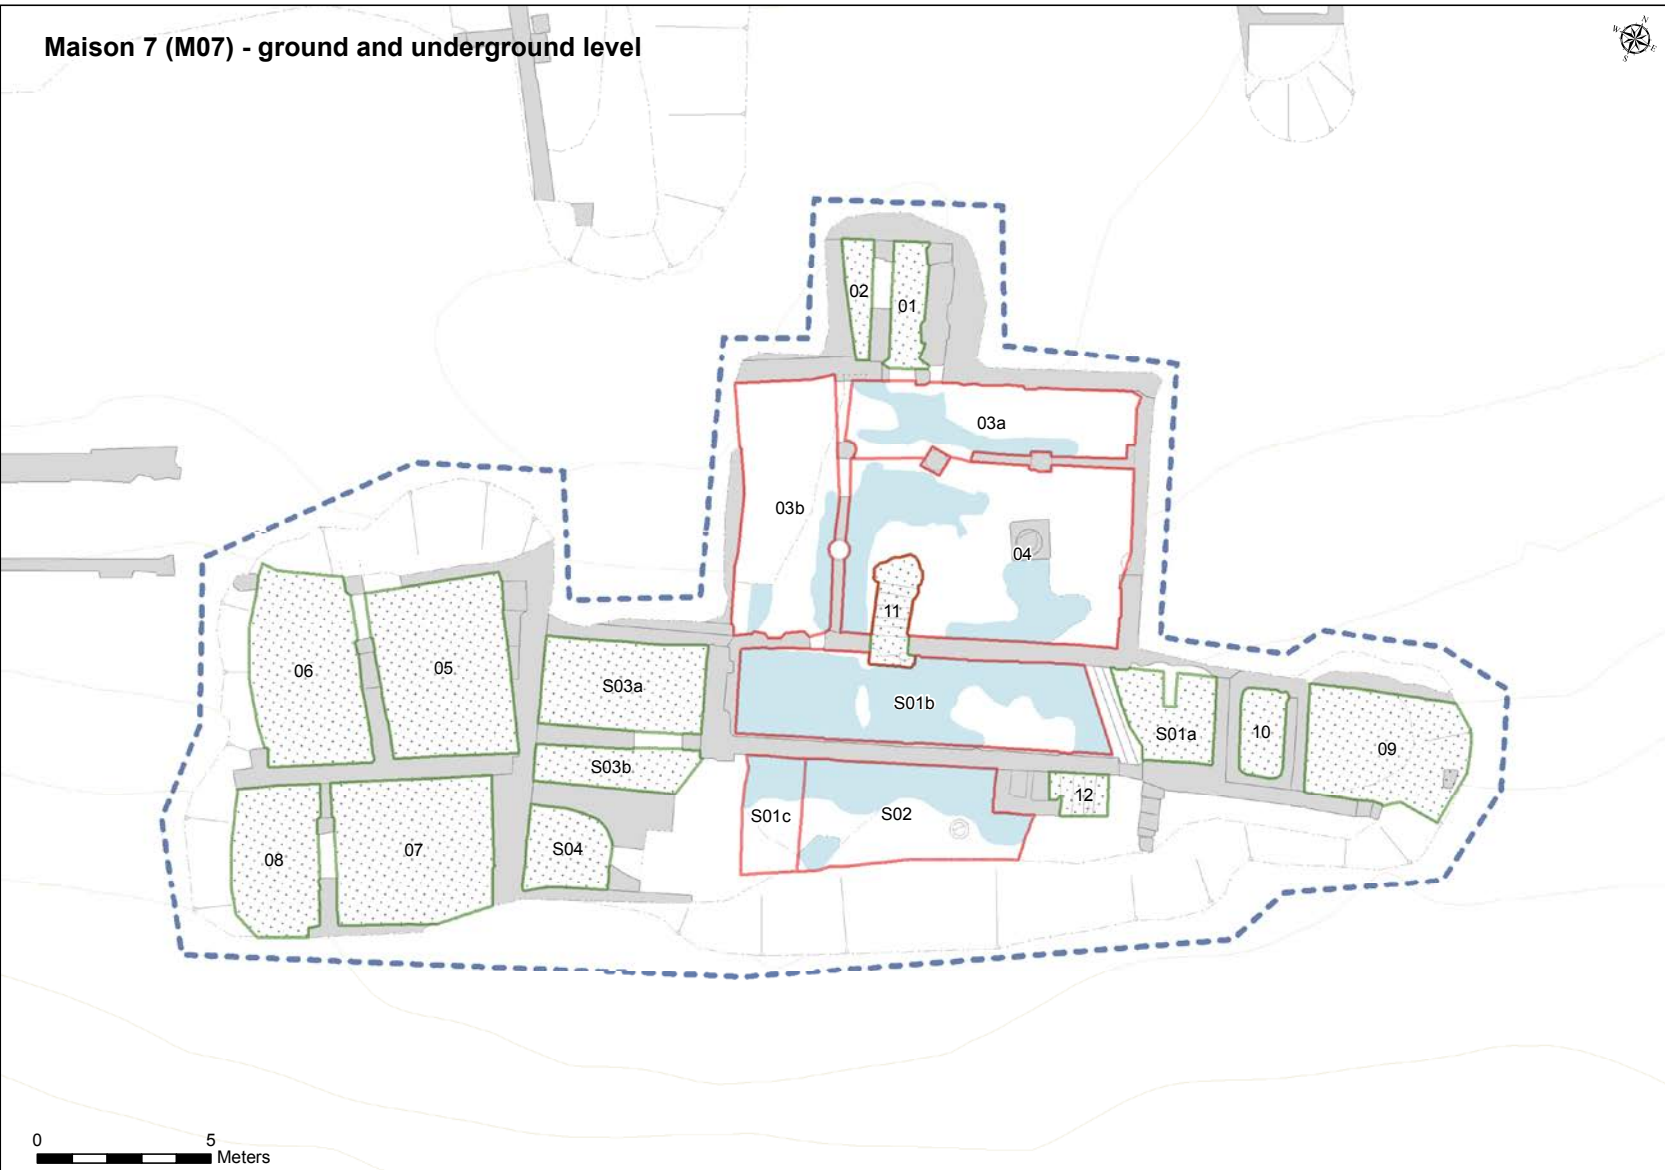 Maison 7 (M07) - ground and underground level
N
W
E
S
02
01
03a
03b
04
11
06
05
S03a
S01b
S01a
10
09
S03b
12
S01c
S02
08
07
S04
0 5
Meters